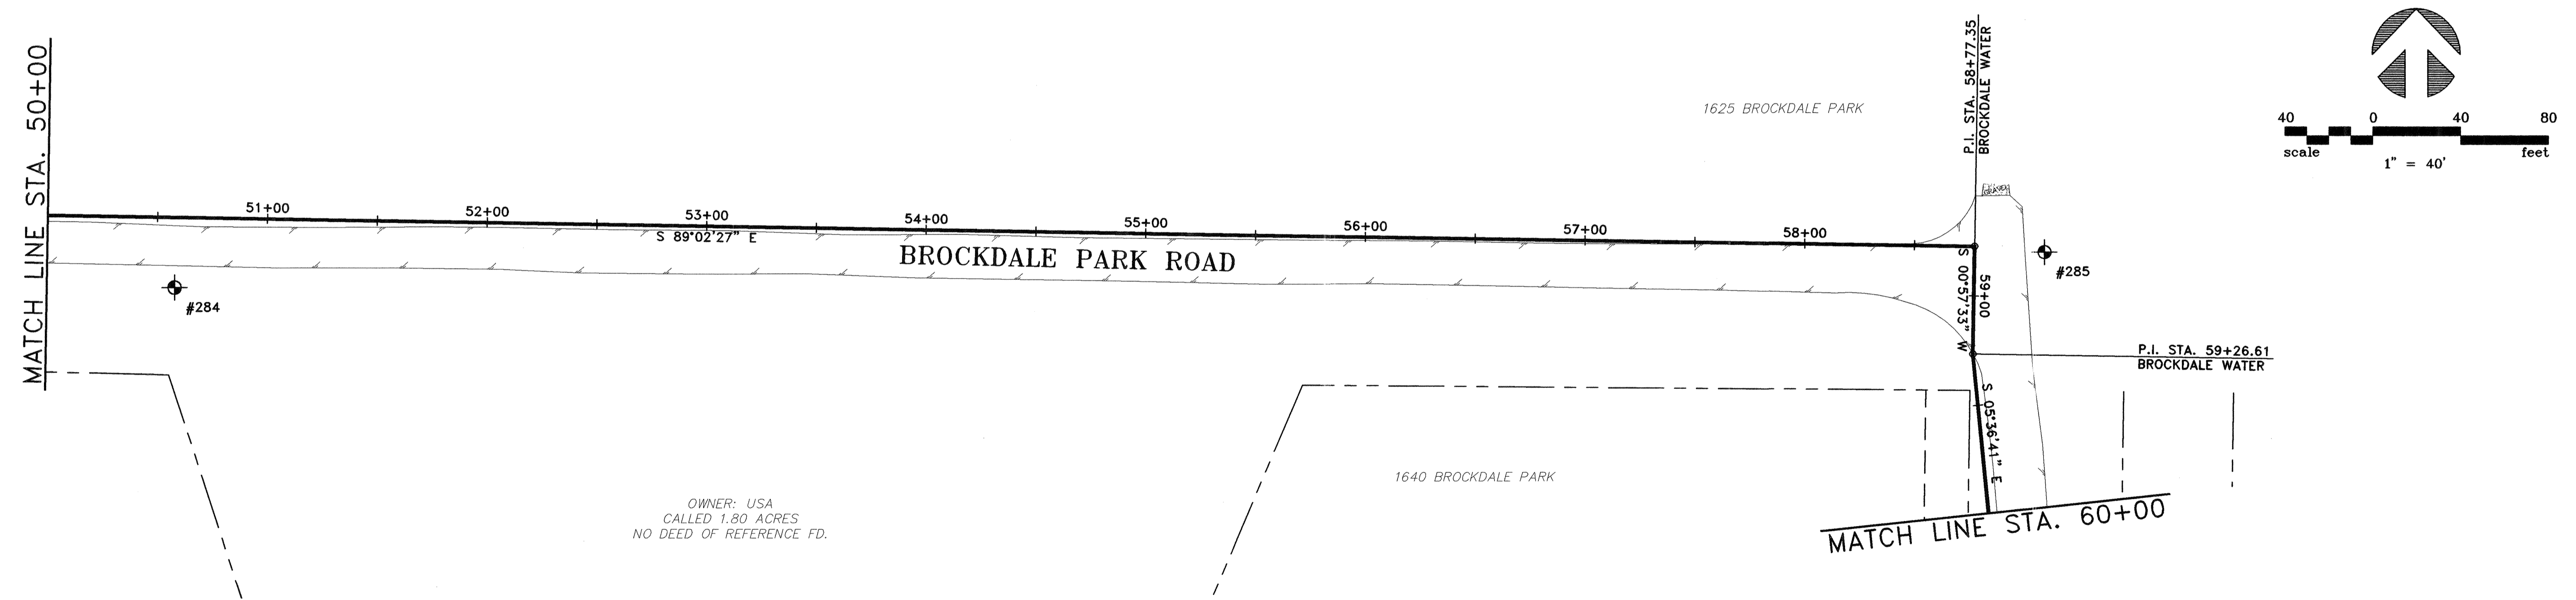 MATCH LINE STA. 50+00
51+00
52+00
53+00
54+00
55+00
56+00
57+00
58+00
S 89°02'27" E
BROCKDALE PARK ROAD
#284
1625 BROCKDALE PARK
P.I. STA. 58+77.35
BROCKDALE WATER
GRAVEL
40 0 40 80
scale feet
1" = 40'
#285
S 00°57'33" W
59+00
P.I. STA. 59+26.61
BROCKDALE WATER
S 05°36'41" E
1640 BROCKDALE PARK
OWNER: USA
CALLED 1.80 ACRES
NO DEED OF REFERENCE FD.
MATCH LINE STA. 60+00